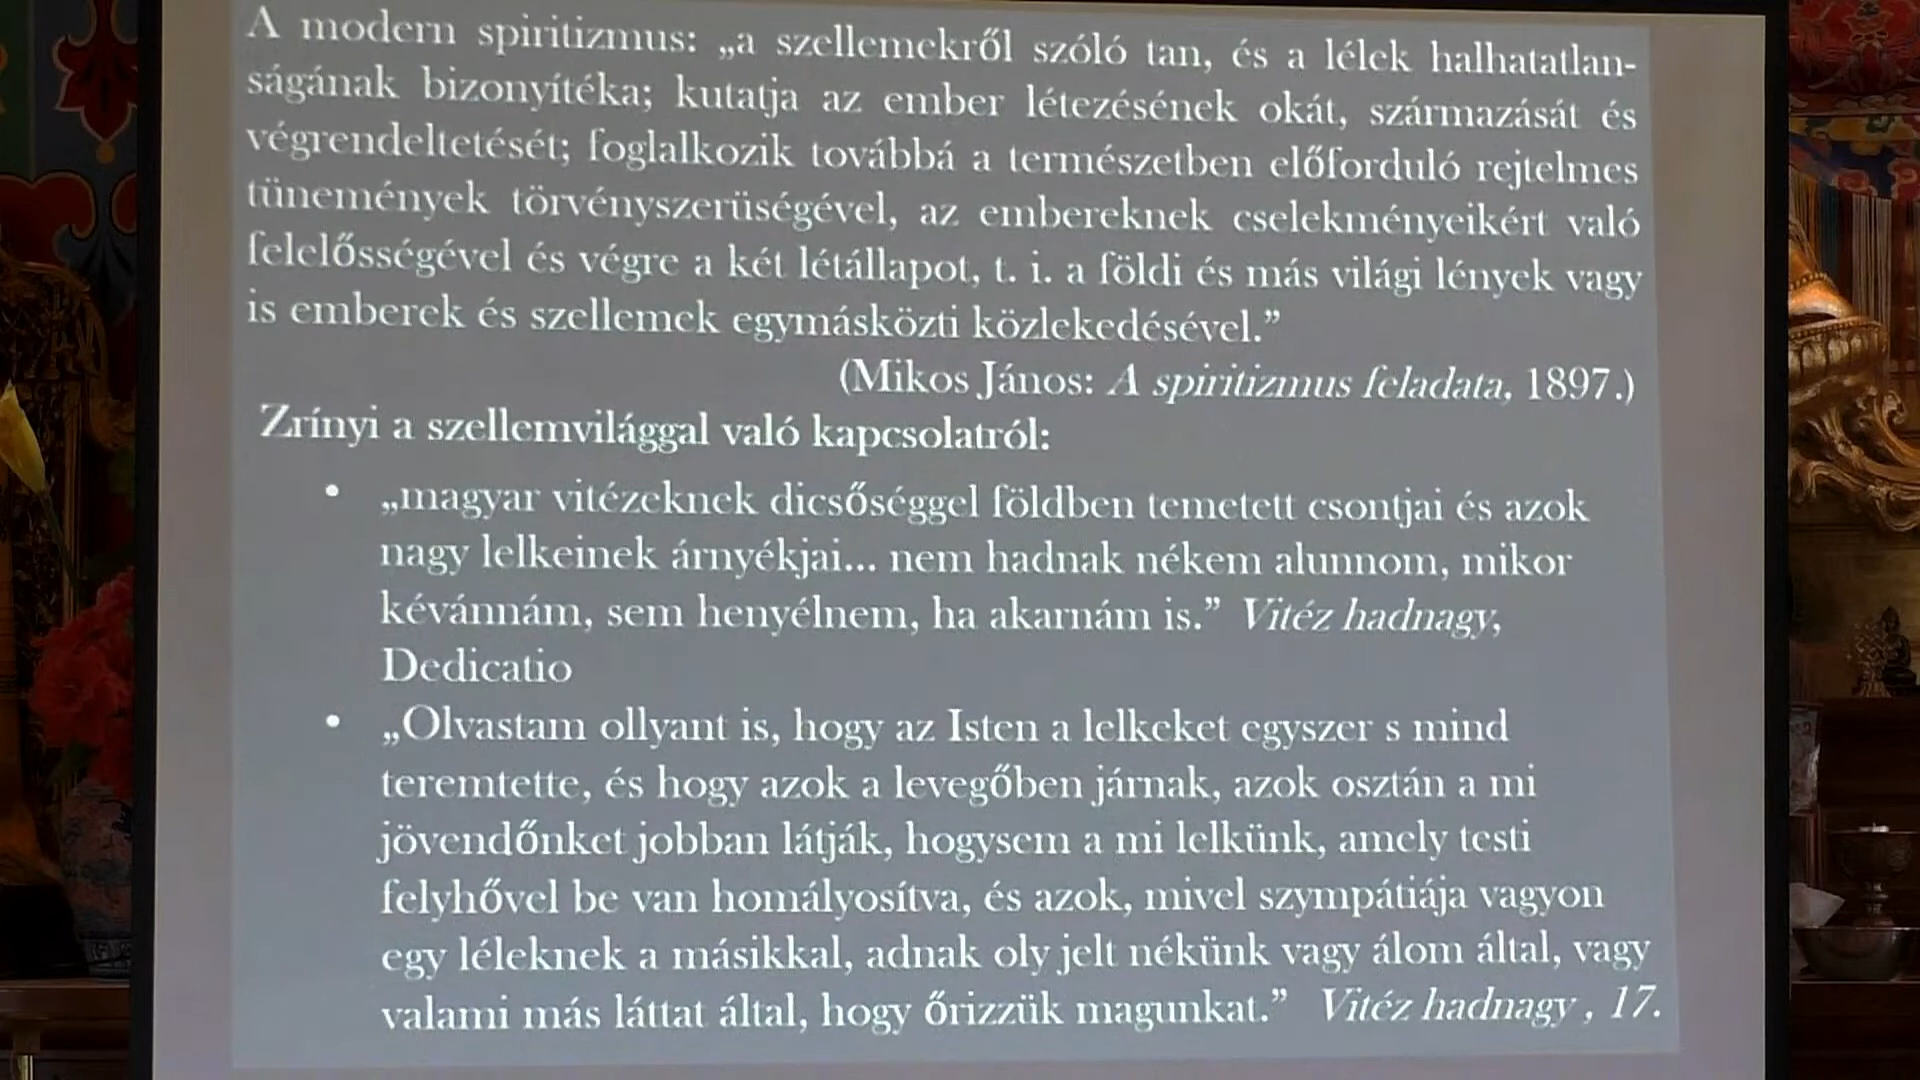 A modern spiritizmus: „a szellemekről szóló tan, és a lélek halhatatlan-
ságának bizonyítéka; kutatja az ember létezésének okát, származását és
végrendeltetését; foglalkozik továbbá a természetben előforduló rejtelmes
tünemények törvényszerüségével, az embereknek cselekményeikért való
felelősségével és végre a két létállapot, t. i. a földi és más világi lények vagy
is emberek és szellemek egymásközti közlekedésével.”
(Mikos János: A spiritizmus feladata, 1897.)
Zrínyi a szellemvilággal való kapcsolatról:
• „magyar vitézeknek dicsőséggel földben temetett csontjai és azok
nagy lelkeinek árnyékjai... nem hadnak nékem alunnom, mikor
kévánnám, sem henyélnem, ha akarnám is.” Vitéz hadnagy,
Dedicatio
• „Olvastam ollyant is, hogy az Isten a lelkeket egyszer s mind
teremtette, és hogy azok a levegőben járnak, azok osztán a mi
jövendőnket jobban látják, hogysem a mi lelkünk, amely testi
felyhővel be van homályosítva, és azok, mivel szympátiája vagyon
egy léleknek a másikkal, adnak oly jelt nékünk vagy álom által, vagy
valami más láttat által, hogy őrizzük magunkat.” Vitéz hadnagy , 17.